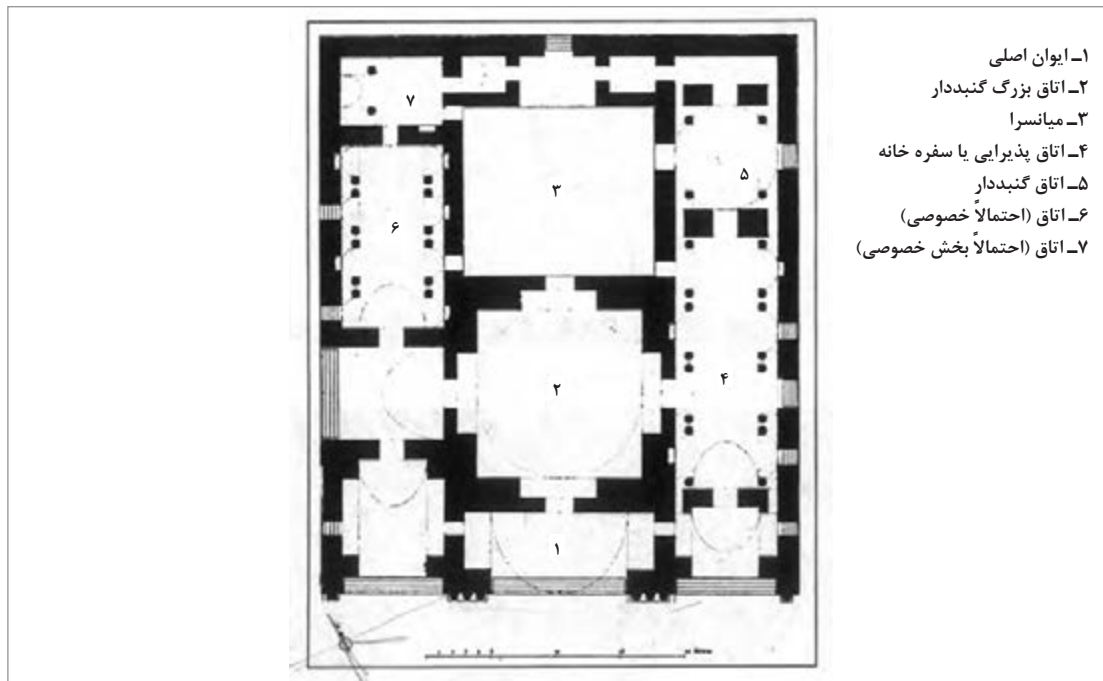 ۱ـ ایوان اصلی
۲ـ اتاق بزرگ گنبددار
۳ـ میانسرا
۴ـ اتاق پذیرایی یا سفره خانه
۵ـ اتاق گنبددار
۶ـ اتاق (احتمالاً خصوصی)
۷ـ اتاق (احتمالاً بخش خصوصی)
۷
۵
۳
۶
۴
۲
۱